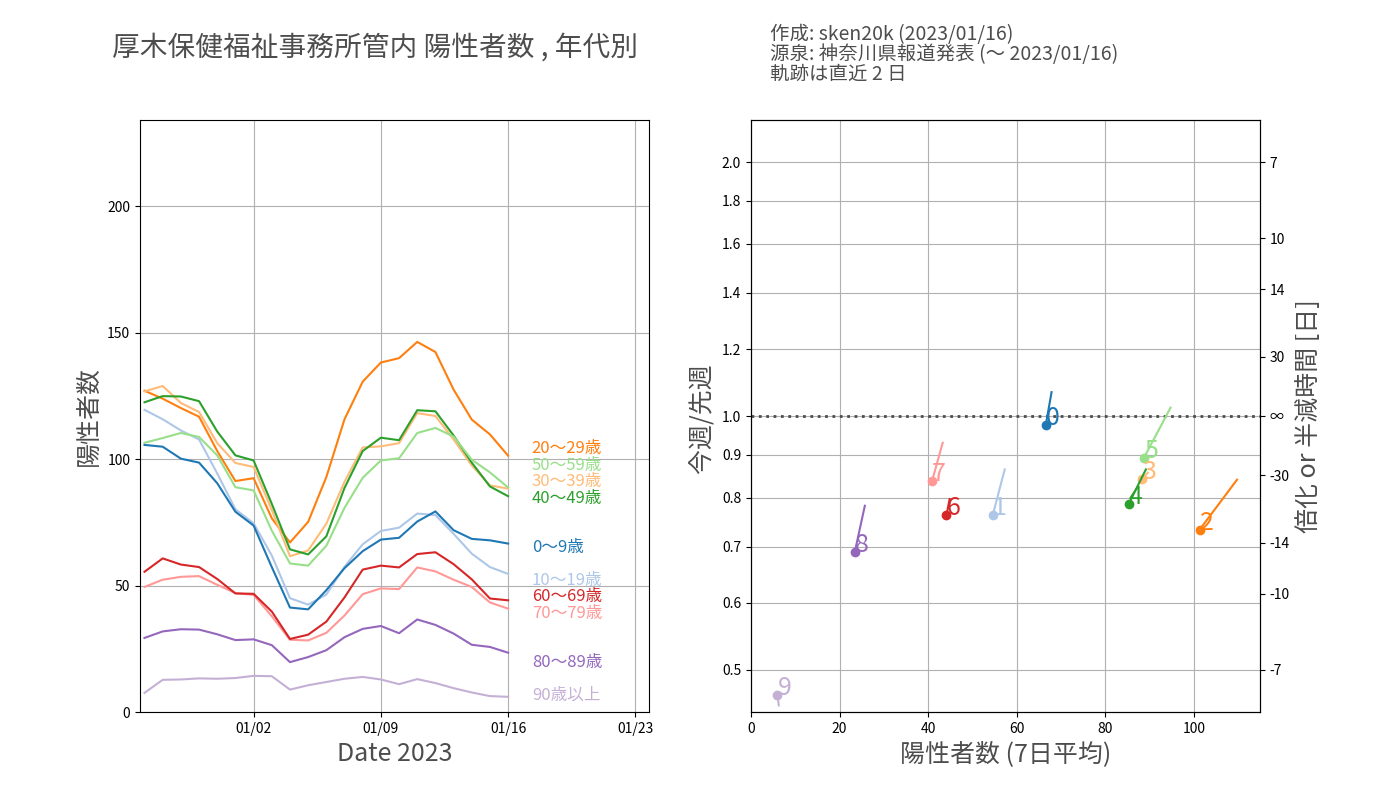 厚木保健福祉事務所管内 陽性者数 , 年代別
作成: sken20k (2023/01/16)
源泉: 神奈川県報道発表 (～ 2023/01/16)
軌跡は直近 2 日
陽性者数
200
150
100
50
0
01/02
01/09
01/16
01/23
Date 2023
20～29歳
50～59歳
30～39歳
40～49歳
0～9歳
10～19歳
60～69歳
70～79歳
80～89歳
90歳以上
今週/先週
2.0
1.8
1.6
1.4
1.2
1.0
0.9
0.8
0.7
0.6
0.5
0
20
40
60
80
100
陽性者数 (7日平均)
7
10
14
30
∞
-30
-14
-10
-7
倍化 or 半減時間 [日]
0
5
7
3
4
6
1
2
8
9